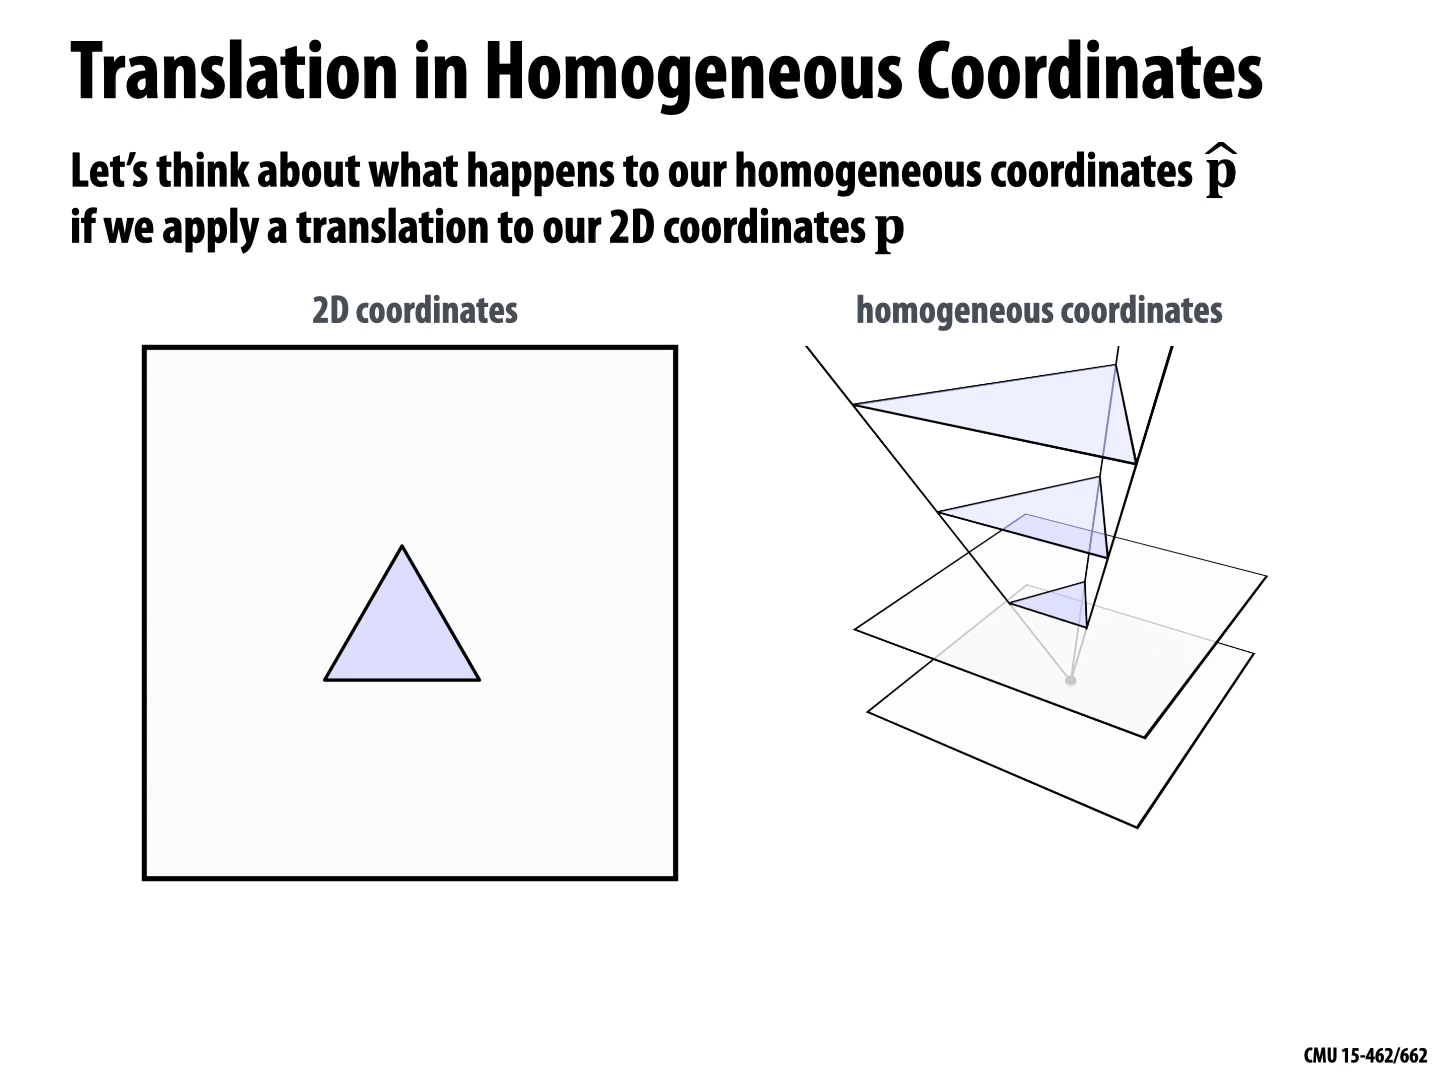 Translation in Homogeneous Coordinates
Let’s think about what happens to our homogeneous coordinates p̂
if we apply a translation to our 2D coordinates p
2D coordinates
homogeneous coordinates
CMU 15-462/662